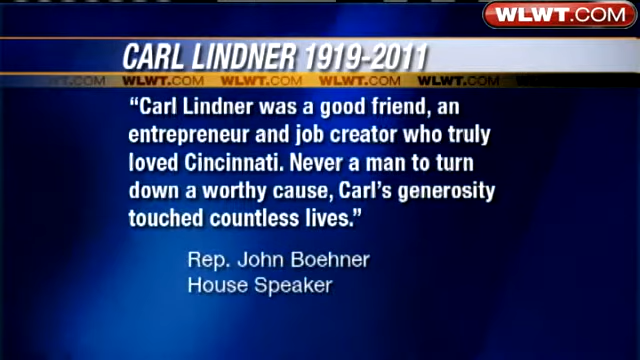 WLWT.COM
CARL LINDNER 1919-2011
WLWT.COM WLWT.COM WLWT.COM WLWT.COM WLWT.COM
“Carl Lindner was a good friend, an
entrepreneur and job creator who truly
loved Cincinnati. Never a man to turn
down a worthy cause, Carl’s generosity
touched countless lives.”
Rep. John Boehner
House Speaker